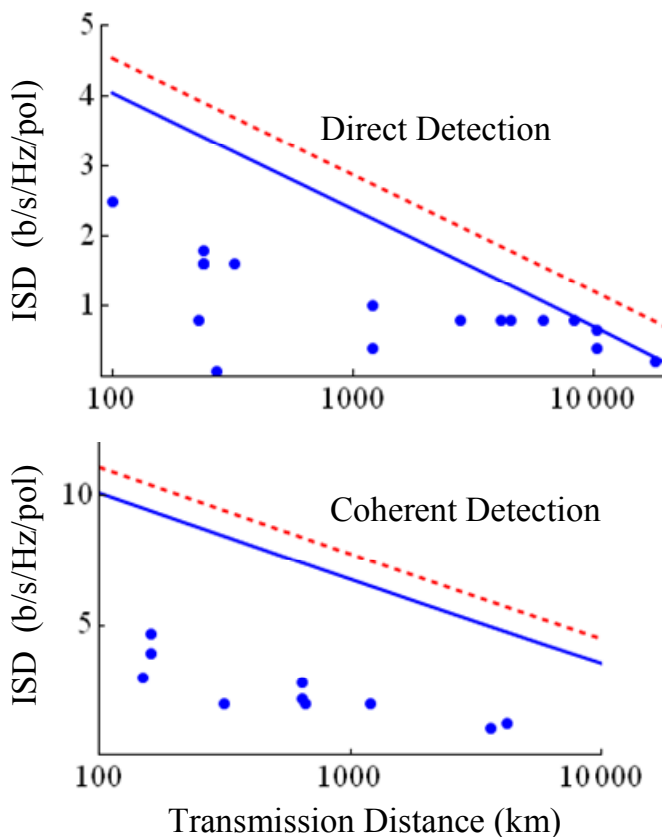 5
4
3
2
1
ISD (b/s/Hz/pol)
Direct Detection
100 1000 10 000
10
5
ISD (b/s/Hz/pol)
Coherent Detection
100 1000 10 000
Transmission Distance (km)